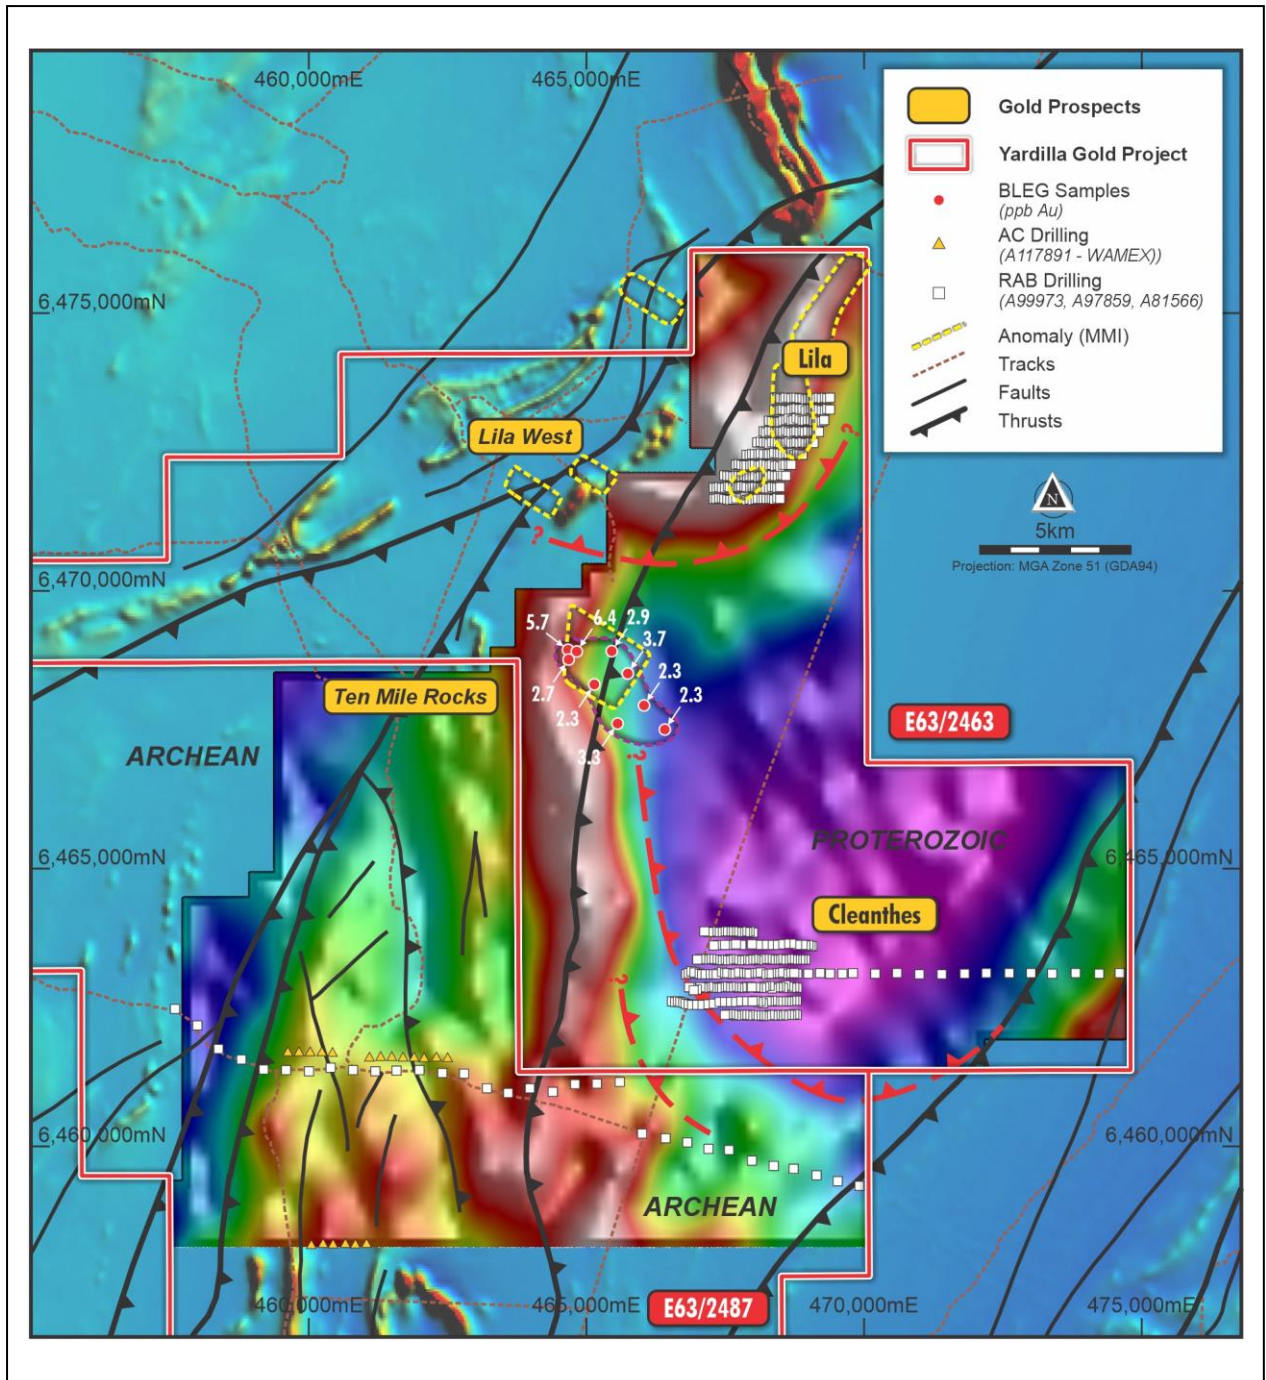 460,000mE
465,000mE
Gold Prospects
Yardilla Gold Project
BLEG Samples
(ppb Au)
AC Drilling
(A117891 - WAMEX))
RAB Drilling
(A99973, A97859, A81566)
Anomaly (MMI)
Tracks
Faults
Thrusts
6,475,000mN
Lila
Lila West
?
?
N
5km
Projection: MGA Zone 51 (GDA94)
6,470,000mN
5.7
6.4
2.9
3.7
2.3
2.3
2.7
2.3
3.3
Ten Mile Rocks
E63/2463
ARCHEAN
?
PROTEROZOIC
6,465,000mN
6,465,000mN
Cleanthes
?
6,460,000mN
6,460,000mN
ARCHEAN
460,000mE
465,000mE
E63/2487
470,000mE
475,000mE